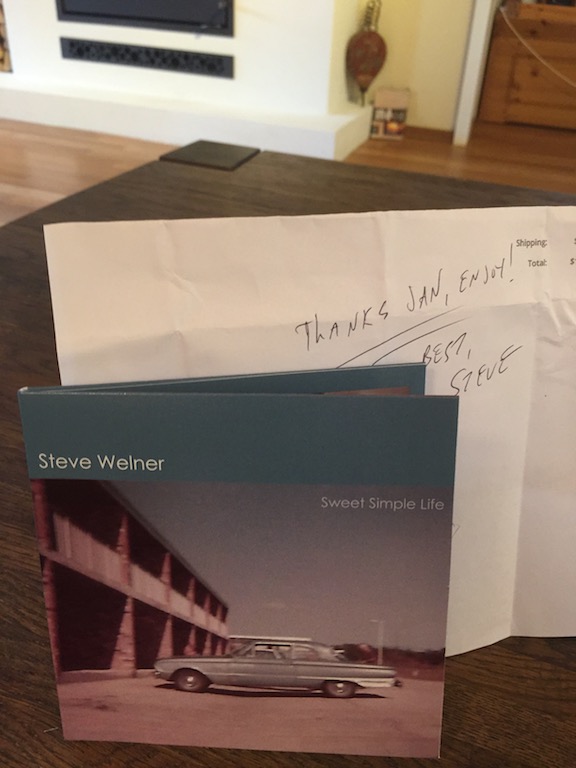 Shipping:
Total:
THANKS JAN, ENJOY!
BEST,
STEVE
Steve Welner
Sweet Simple Life